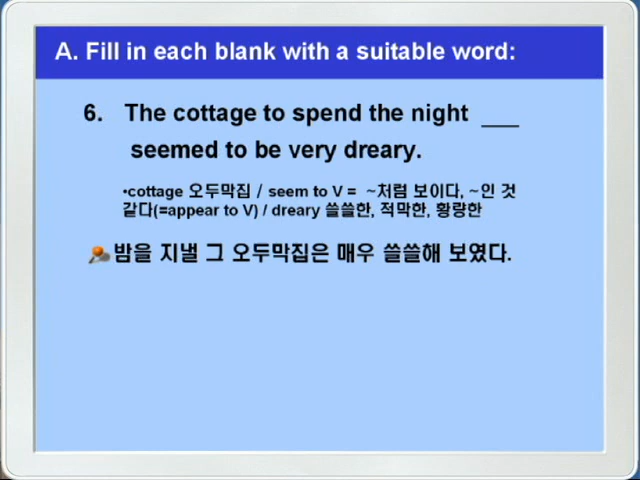 A. Fill in each blank with a suitable word:
6. The cottage to spend the night ___
seemed to be very dreary.
•cottage 오두막집 / seem to V = ~처럼 보이다, ~인 것
같다(=appear to V) / dreary 쓸쓸한, 적막한, 황량한
밤을 지낼 그 오두막집은 매우 쓸쓸해 보였다.